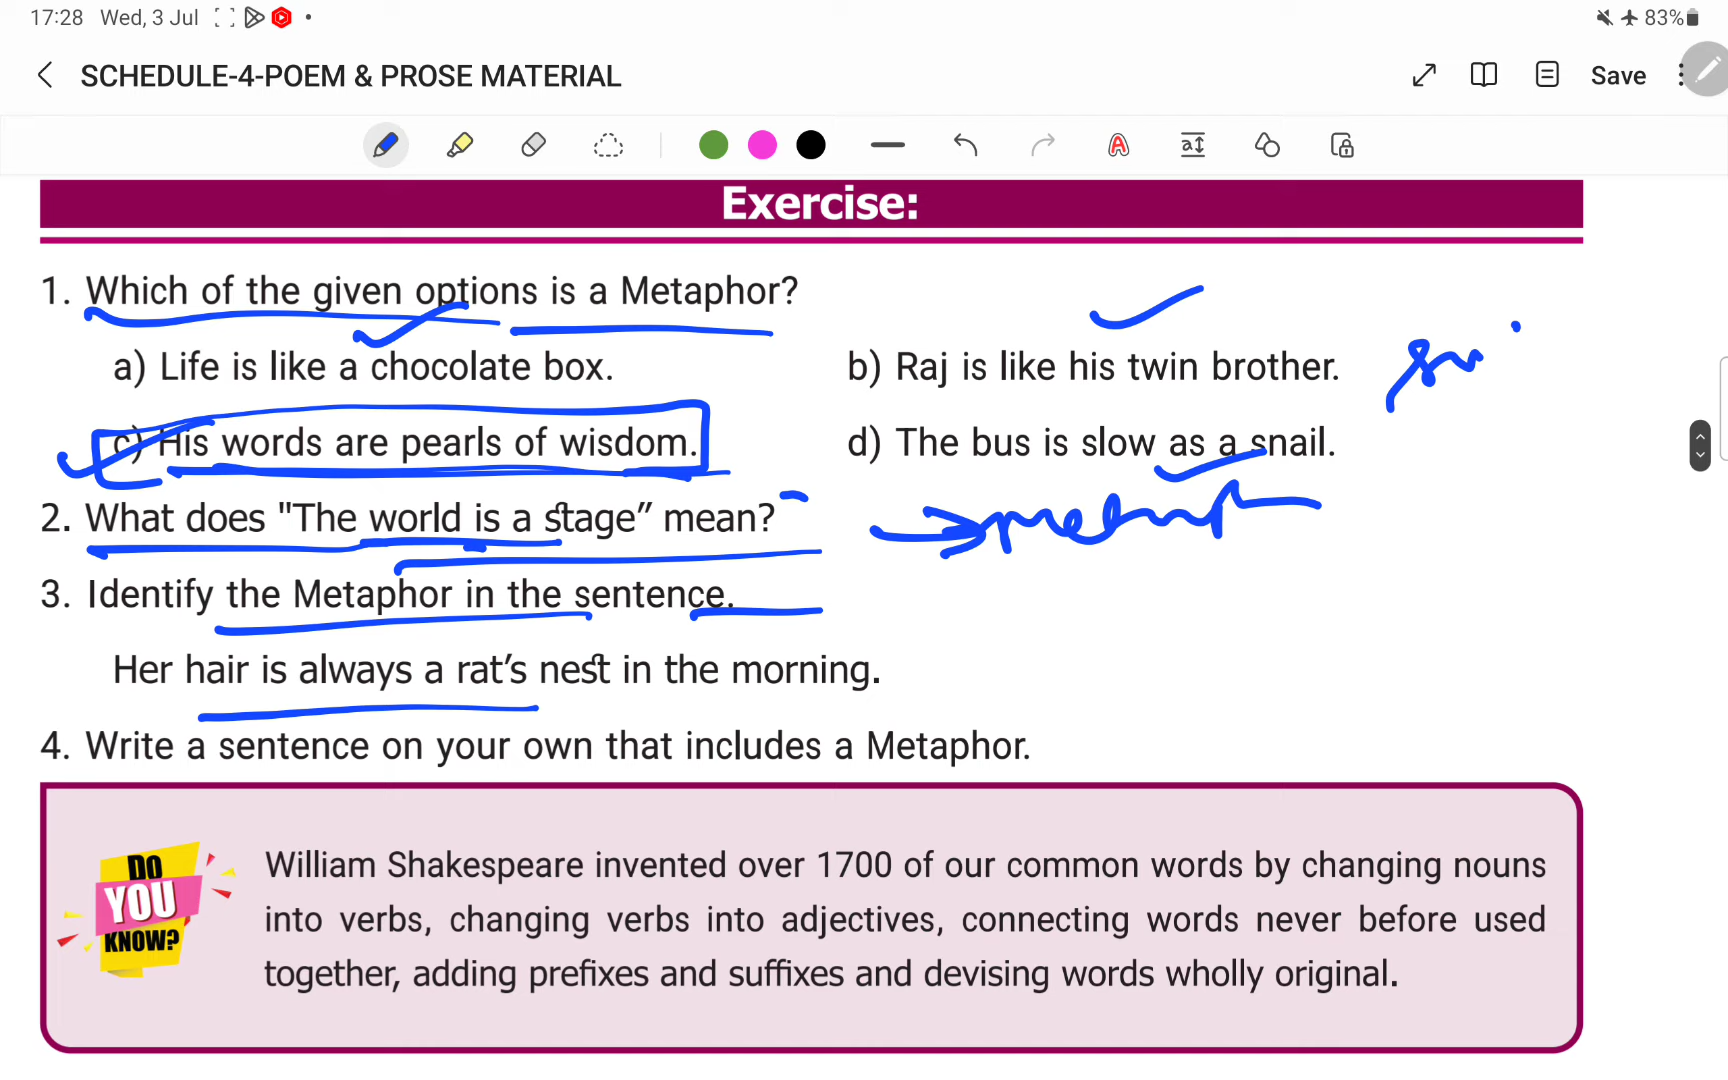 17:28 Wed, 3 Jul 83%
SCHEDULE-4-POEM & PROSE MATERIAL Save
Exercise:
1. Which of the given options is a Metaphor?
a) Life is like a chocolate box. b) Raj is like his twin brother.
c) His words are pearls of wisdom. d) The bus is slow as a snail.
2. What does "The world is a stage” mean?
3. Identify the Metaphor in the sentence.
Her hair is always a rat’s nest in the morning.
4. Write a sentence on your own that includes a Metaphor.
DO
YOU
KNOW?
William Shakespeare invented over 1700 of our common words by changing nouns
into verbs, changing verbs into adjectives, connecting words never before used
together, adding prefixes and suffixes and devising words wholly original.